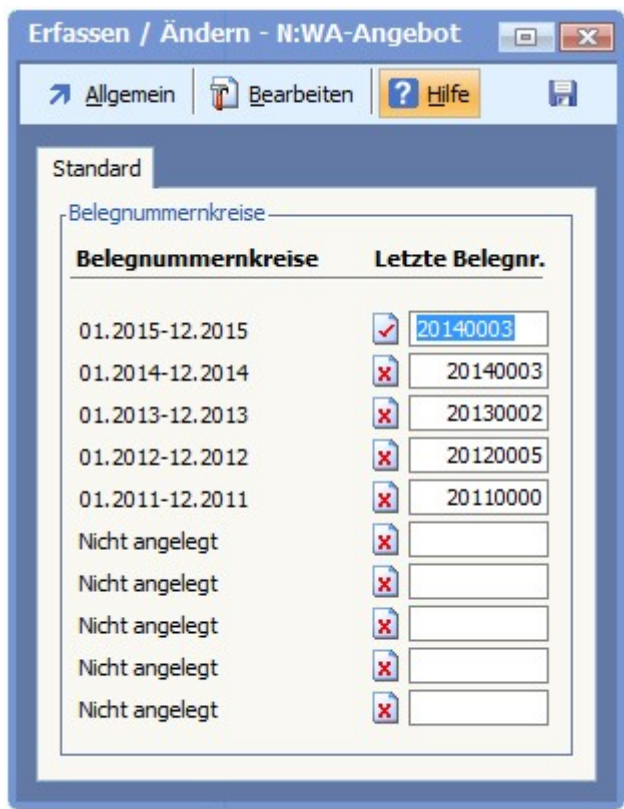 Erfassen / Ändern - N:WA-Angebot
Allgemein Bearbeiten ? Hilfe
Standard
Belegnummernkreise
Belegnummernkreise Letzte Belegnr.
01.2015-12.2015 20140003
01.2014-12.2014 20140003
01.2013-12.2013 20130002
01.2012-12.2012 20120005
01.2011-12.2011 20110000
Nicht angelegt
Nicht angelegt
Nicht angelegt
Nicht angelegt
Nicht angelegt